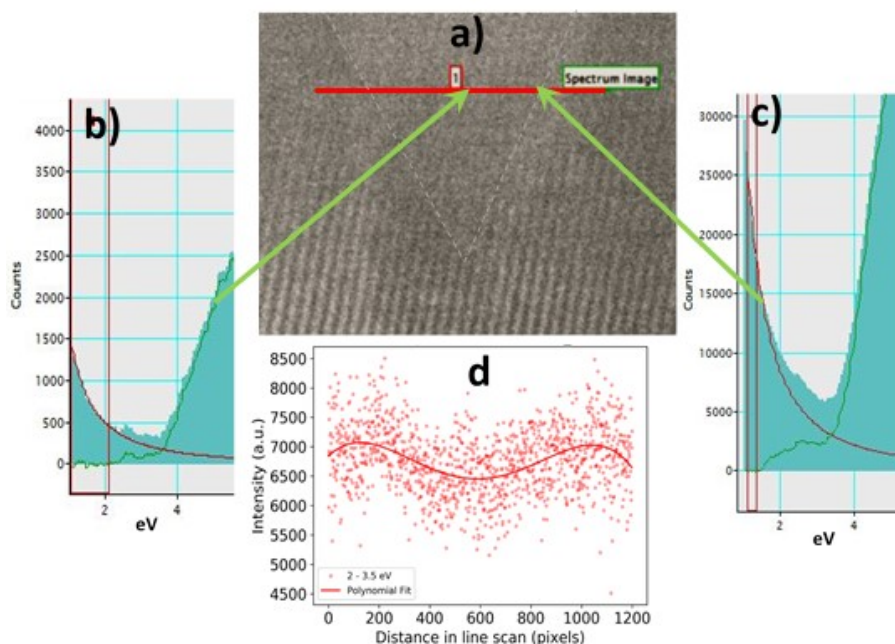 a)
1
Spectrum Image
b)
4000
3500
3000
2500
2000
1500
1000
500
0
Counts
2
4
eV
c)
30000
25000
20000
15000
10000
5000
0
Counts
2
4
eV
d
8500
8000
7500
7000
6500
6000
5500
5000
4500
Intensity (a.u.)
2 - 3.5 eV
Polynomial Fit
0
200
400
600
800
1000
1200
Distance in line scan (pixels)